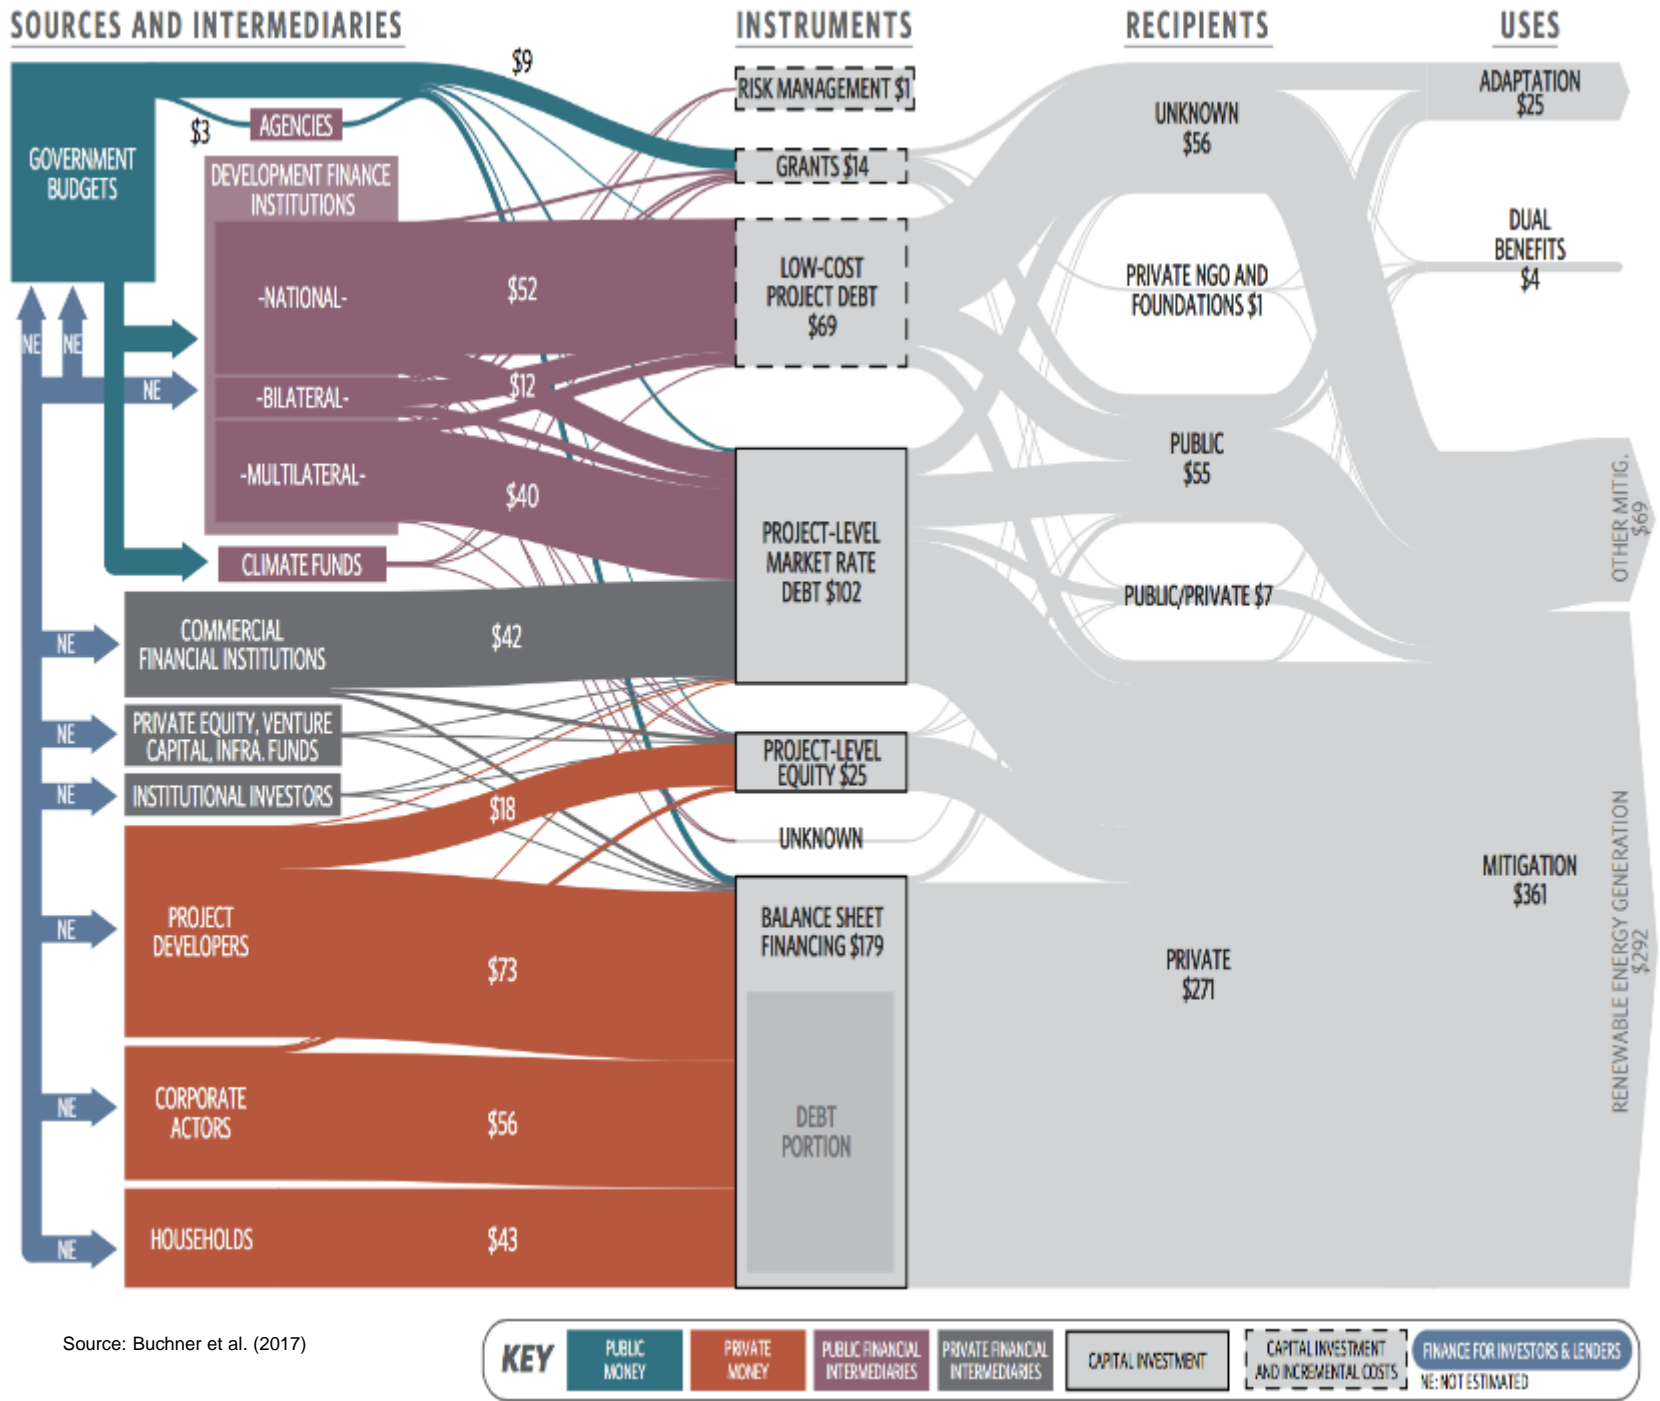 SOURCES AND INTERMEDIARIES
INSTRUMENTS
RECIPIENTS
USES
$9
$3
AGENCIES
GOVERNMENT
BUDGETS
DEVELOPMENT FINANCE
INSTITUTIONS
-NATIONAL-
$52
-BILATERAL-
$12
-MULTILATERAL-
$40
CLIMATE FUNDS
NE
NE
NE
NE
NE
NE
NE
NE
NE
COMMERCIAL
FINANCIAL INSTITUTIONS
$42
PRIVATE EQUITY, VENTURE
CAPITAL, INFRA. FUNDS
INSTITUTIONAL INVESTORS
$18
PROJECT
DEVELOPERS
$73
CORPORATE
ACTORS
$56
HOUSEHOLDS
$43
RISK MANAGEMENT $1
GRANTS $14
LOW-COST
PROJECT DEBT
$69
PROJECT-LEVEL
MARKET RATE
DEBT $102
PROJECT-LEVEL
EQUITY $25
UNKNOWN
BALANCE SHEET
FINANCING $179
DEBT
PORTION
UNKNOWN
$56
PRIVATE NGO AND
FOUNDATIONS $1
PUBLIC
$55
PUBLIC/PRIVATE $7
PRIVATE
$271
ADAPTATION
$25
DUAL
BENEFITS
$4
OTHER MITIG.
$69
MITIGATION
$361
RENEWABLE ENERGY GENERATION
$292
Source: Buchner et al. (2017)
KEY
PUBLIC
MONEY
PRIVATE
MONEY
PUBLIC FINANCIAL
INTERMEDIARIES
PRIVATE FINANCIAL
INTERMEDIARIES
CAPITAL INVESTMENT
CAPITAL INVESTMENT
AND INCREMENTAL COSTS
FINANCE FOR INVESTORS & LENDERS
NE: NOT ESTIMATED